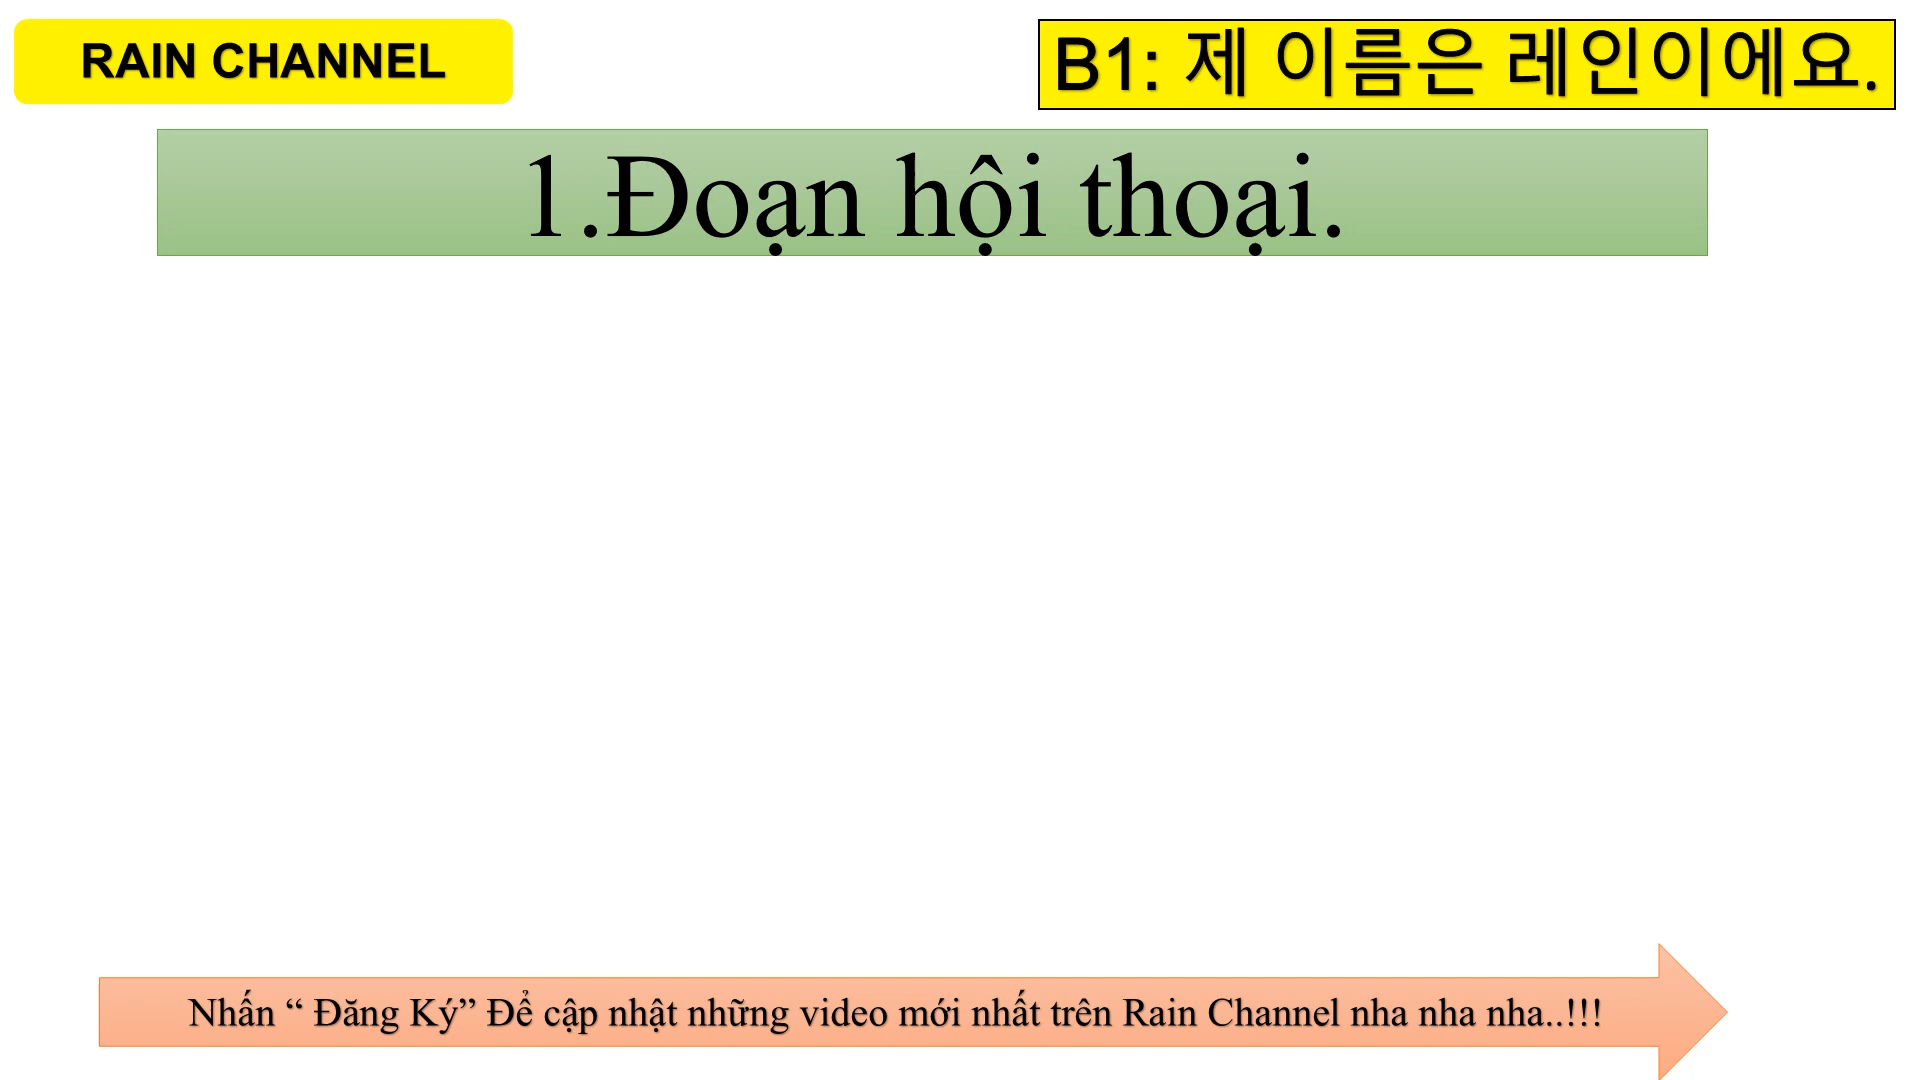 RAIN CHANNEL
B1: 제 이름은 레인이에요.
1.Đoạn hội thoại.
Nhấn “ Đăng Ký” Để cập nhật những video mới nhất trên Rain Channel nha nha nha..!!!